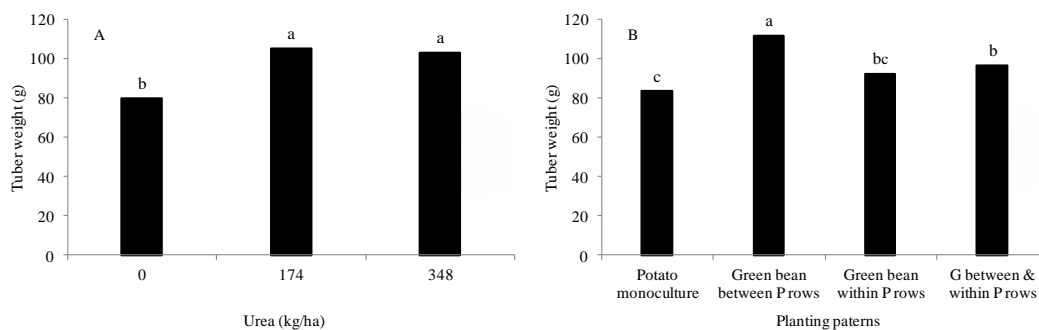 A
Tuber weight (g)
120
100
80
60
40
20
0
b
a
a
0
174
348
Urea (kg/ha)
B
Tuber weight (g)
120
100
80
60
40
20
0
c
a
bc
b
Potato
monoculture
Green bean
between P rows
Green bean
within P rows
G between &
within P rows
Planting paterns